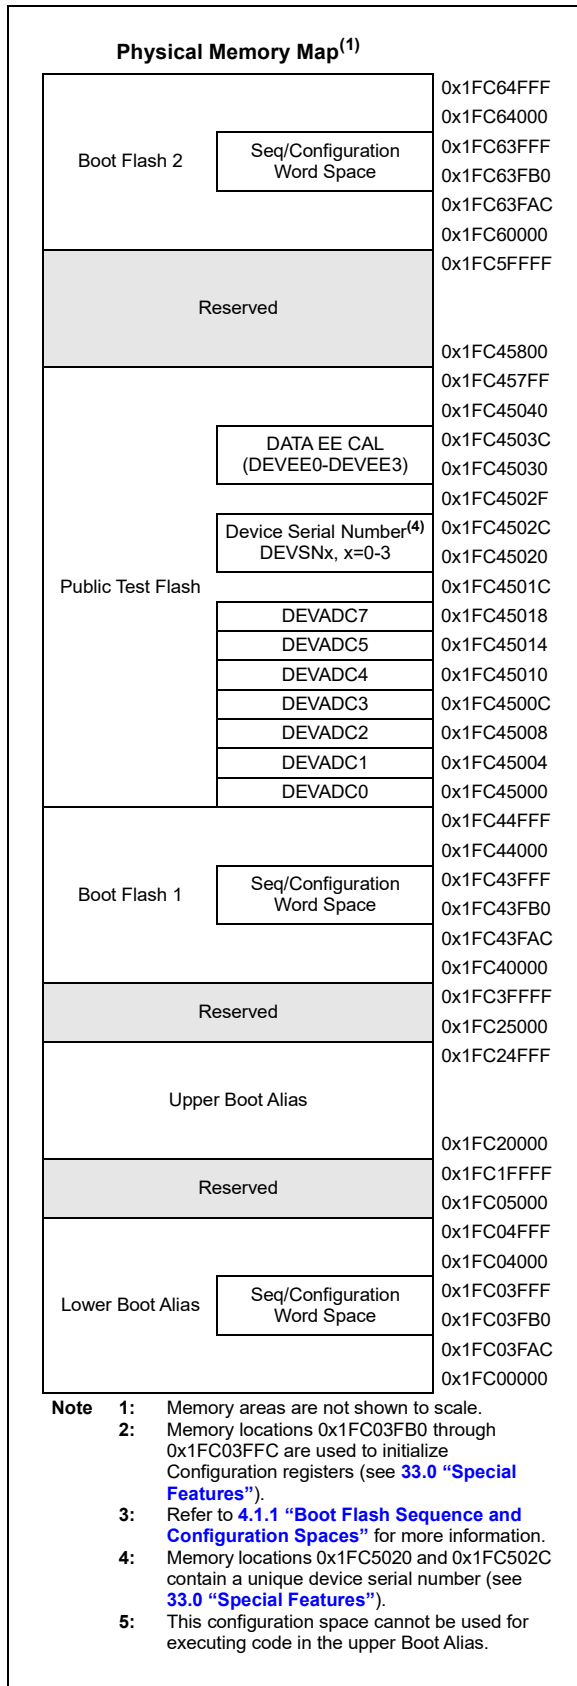 Physical Memory Map(1)
0x1FC64FFF
0x1FC64000
Boot Flash 2
Seq/Configuration
Word Space
0x1FC63FFF
0x1FC63FB0
0x1FC63FAC
0x1FC60000
0x1FC5FFFF
Reserved
0x1FC45800
0x1FC457FF
0x1FC45040
DATA EE CAL
(DEVEE0-DEVEE3)
0x1FC4503C
0x1FC45030
0x1FC4502F
Device Serial Number(4)
DEVSNx, x=0-3
0x1FC4502C
0x1FC45020
Public Test Flash
0x1FC4501C
DEVADC7 0x1FC45018
DEVADC5 0x1FC45014
DEVADC4 0x1FC45010
DEVADC3 0x1FC4500C
DEVADC2 0x1FC45008
DEVADC1 0x1FC45004
DEVADC0 0x1FC45000
0x1FC44FFF
0x1FC44000
Boot Flash 1
Seq/Configuration
Word Space
0x1FC43FFF
0x1FC43FB0
0x1FC43FAC
0x1FC40000
Reserved
0x1FC3FFFF
0x1FC25000
0x1FC24FFF
Upper Boot Alias
0x1FC20000
Reserved
0x1FC1FFFF
0x1FC05000
0x1FC04FFF
0x1FC04000
Lower Boot Alias
Seq/Configuration
Word Space
0x1FC03FFF
0x1FC03FB0
0x1FC03FAC
0x1FC00000
Note 1: Memory areas are not shown to scale.
2: Memory locations 0x1FC03FB0 through
0x1FC03FFC are used to initialize
Configuration registers (see 33.0 “Special
Features”).
3: Refer to 4.1.1 “Boot Flash Sequence and
Configuration Spaces” for more information.
4: Memory locations 0x1FC5020 and 0x1FC502C
contain a unique device serial number (see
33.0 “Special Features”).
5: This configuration space cannot be used for
executing code in the upper Boot Alias.